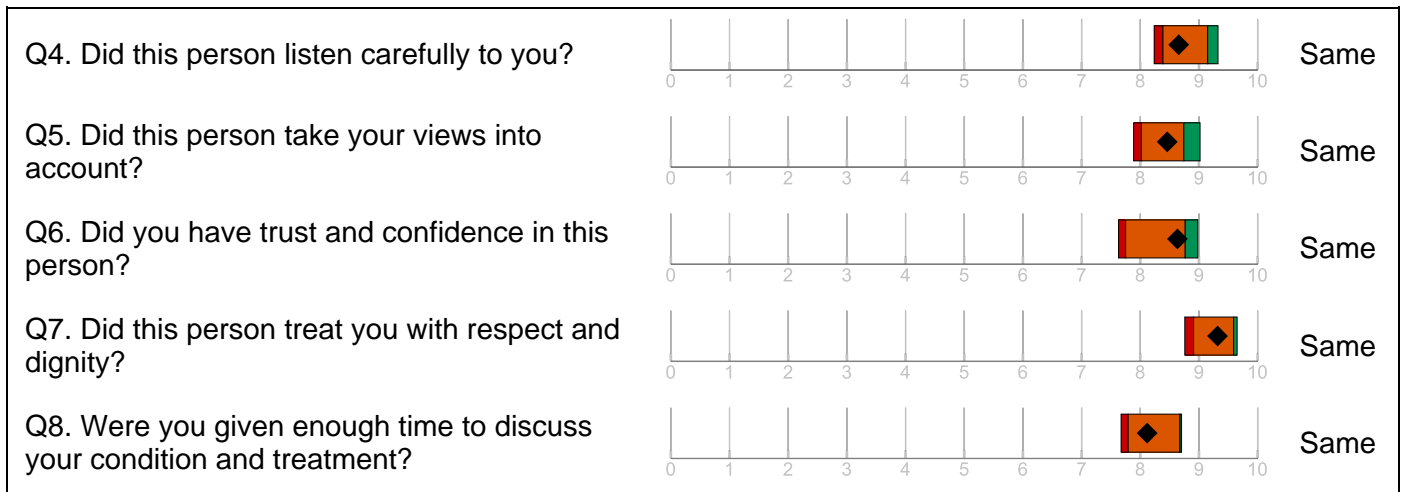 Q4. Did this person listen carefully to you?
0 1 2 3 4 5 6 7 8 9 10
Same
Q5. Did this person take your views into
account?
0 1 2 3 4 5 6 7 8 9 10
Same
Q6. Did you have trust and confidence in this
person?
0 1 2 3 4 5 6 7 8 9 10
Same
Q7. Did this person treat you with respect and
dignity?
0 1 2 3 4 5 6 7 8 9 10
Same
Q8. Were you given enough time to discuss
your condition and treatment?
0 1 2 3 4 5 6 7 8 9 10
Same